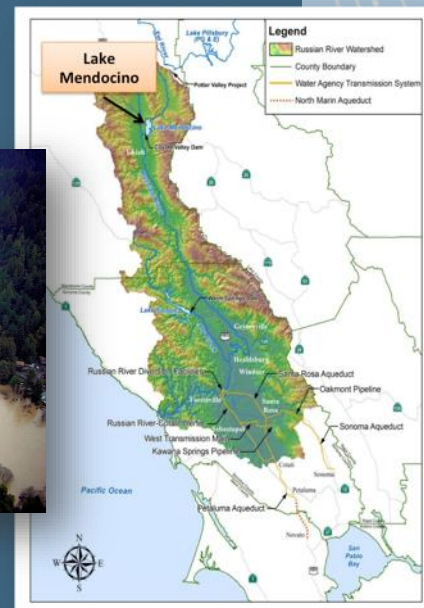 Legend
Russian River Watershed
County Boundary
Water Agency Transmission System
North Marin Aqueduct
Lake Pillsbury
(PG & E)
Potter Valley Project
Lake
Mendocino
Lake Mendocino
Coyote Valley Dam
Ukiah
Geyserville
Healdsburg
Windsor
Russian River Diversion Facilities
Santa Rosa Aqueduct
Oakmont Pipeline
Forestville
Santa
Rosa
Russian River-Cotati Intertie
Sebastopol
West Transmission Main
Kawana Springs Pipeline
Sonoma Aqueduct
Cotati
Sonoma
Petaluma
Petaluma Aqueduct
Pacific Ocean
Novato
San
Pablo
Bay
N
W
E
S